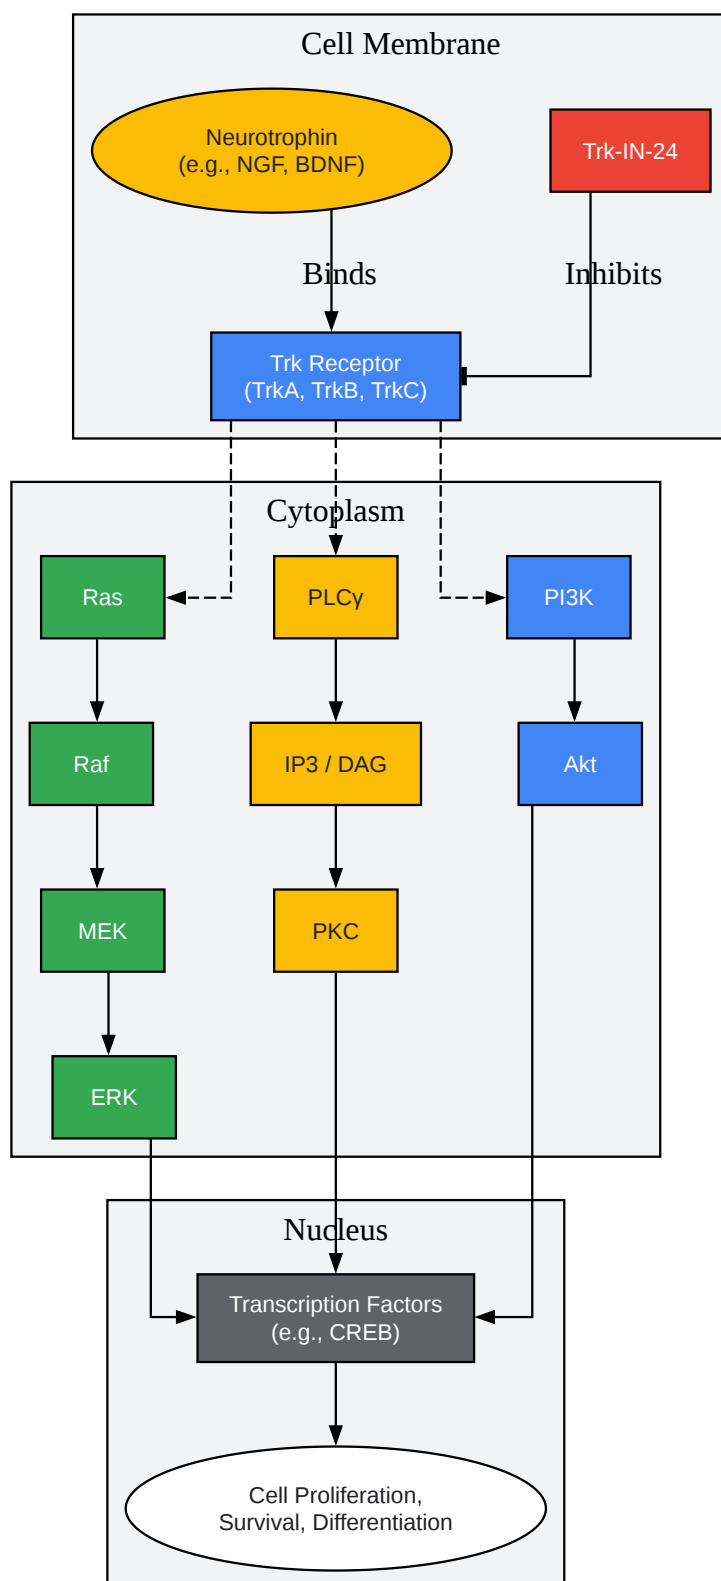 Cell Membrane
Neurotrophin
(e.g., NGF, BDNF)
Trk-IN-24
Binds
Inhibits
Trk Receptor
(TrkA, TrkB, TrkC)
Cytoplasm
Ras
PLCγ
PI3K
Raf
IP3 / DAG
Akt
MEK
PKC
ERK
Nucleus
Transcription Factors
(e.g., CREB)
Cell Proliferation,
Survival, Differentiation